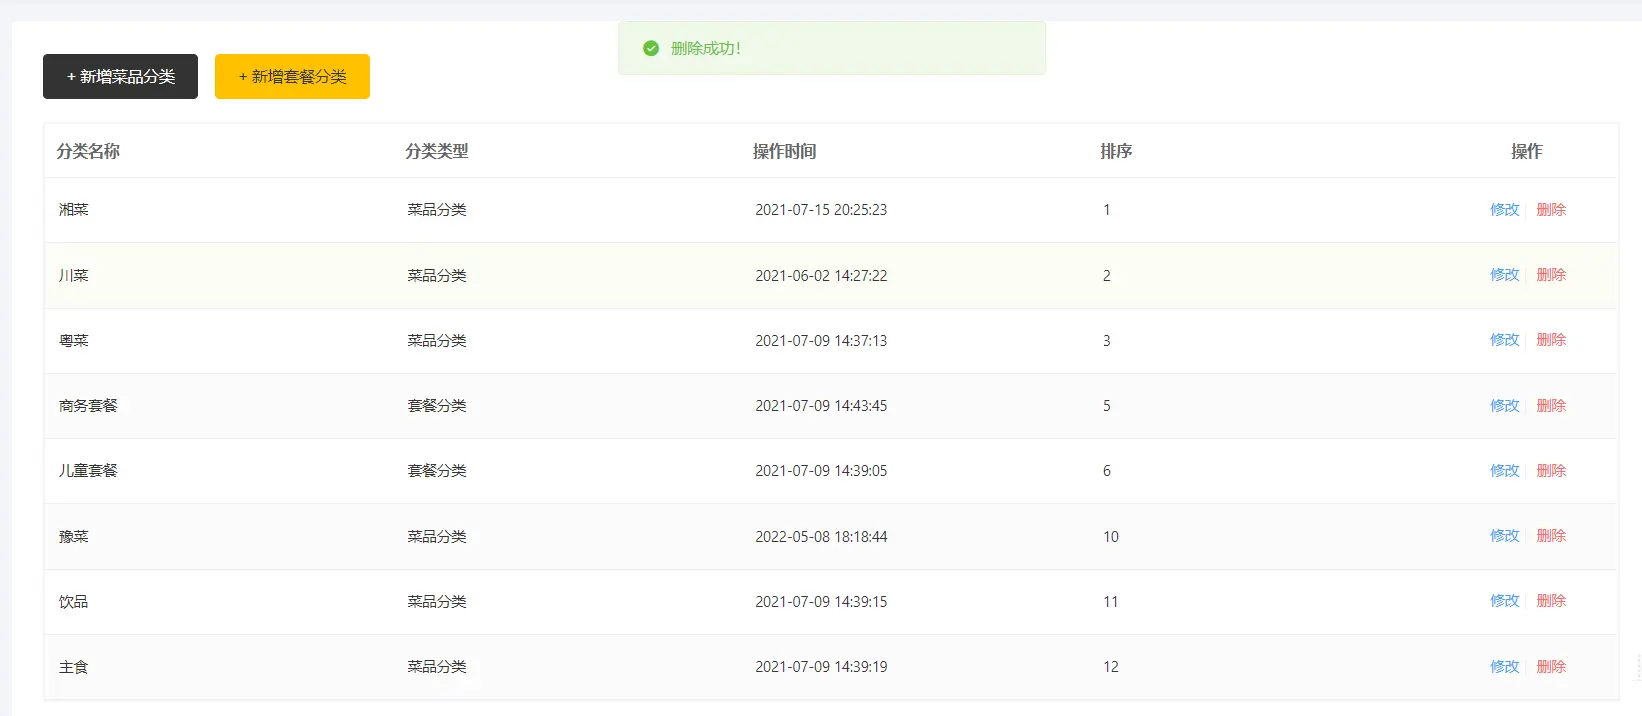 删除成功!
+ 新增菜品分类 + 新增套餐分类
分类名称 分类类型 操作时间 排序 操作
湘菜 菜品分类 2021-07-15 20:25:23 1 修改 删除
川菜 菜品分类 2021-06-02 14:27:22 2 修改 删除
粤菜 菜品分类 2021-07-09 14:37:13 3 修改 删除
商务套餐 套餐分类 2021-07-09 14:43:45 5 修改 删除
儿童套餐 套餐分类 2021-07-09 14:39:05 6 修改 删除
豫菜 菜品分类 2022-05-08 18:18:44 10 修改 删除
饮品 菜品分类 2021-07-09 14:39:15 11 修改 删除
主食 菜品分类 2021-07-09 14:39:19 12 修改 删除